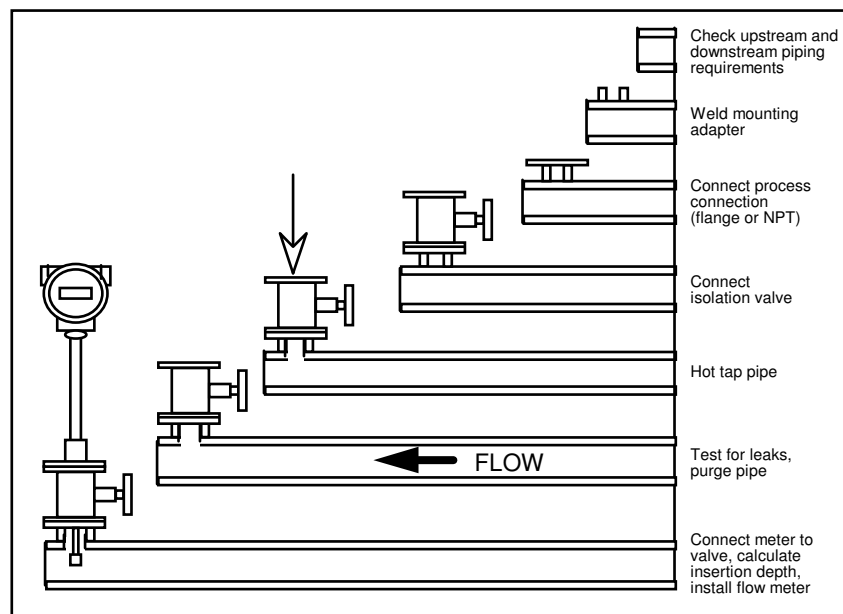 Check upstream and
downstream piping
requirements
Weld mounting
adapter
Connect process
connection
(flange or NPT)
Connect
isolation valve
Hot tap pipe
Test for leaks,
purge pipe
FLOW
Connect meter to
valve, calculate
insertion depth,
install flow meter